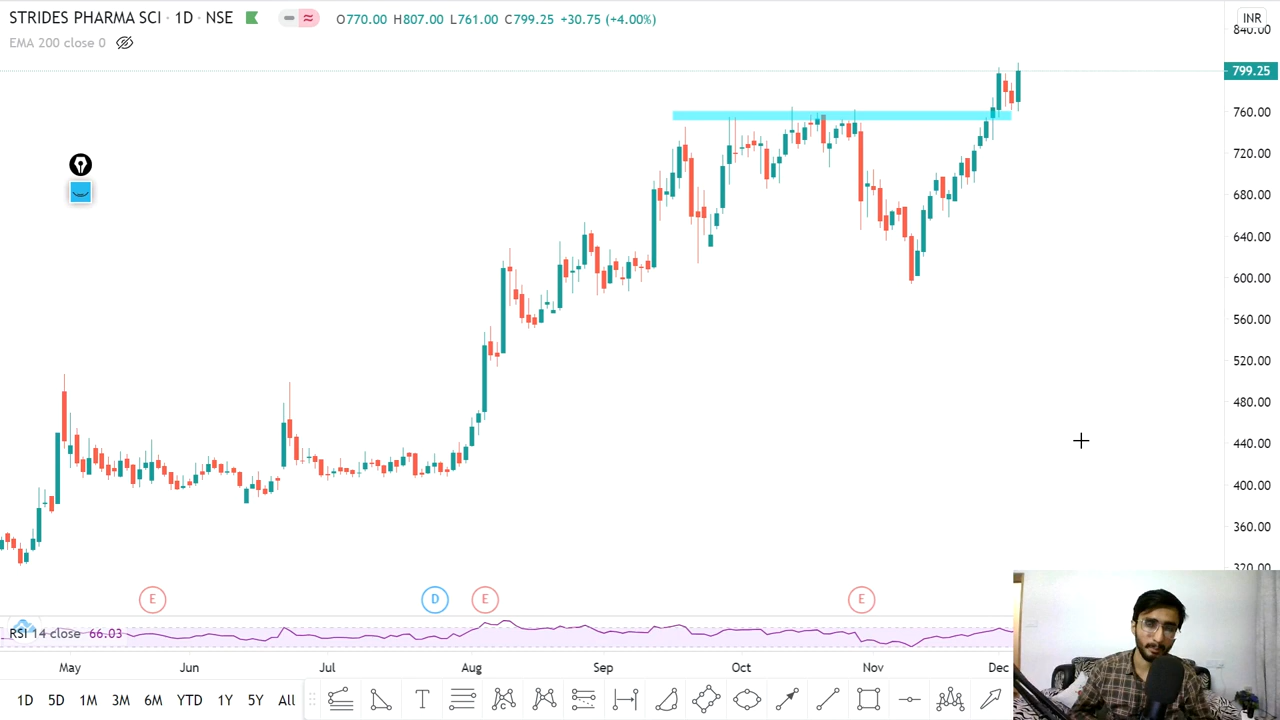 STRIDES PHARMA SCI · 1D · NSE O770.00 H807.00 L761.00 C799.25 +30.75 (+4.00%)
INR
EMA 200 close 0
840.00
799.25
760.00
720.00
680.00
640.00
600.00
560.00
520.00
480.00
440.00
400.00
360.00
320.00
E D E E
RSI 14 close 66.03
May Jun Jul Aug Sep Oct Nov Dec
1D 5D 1M 3M 6M YTD 1Y 5Y All